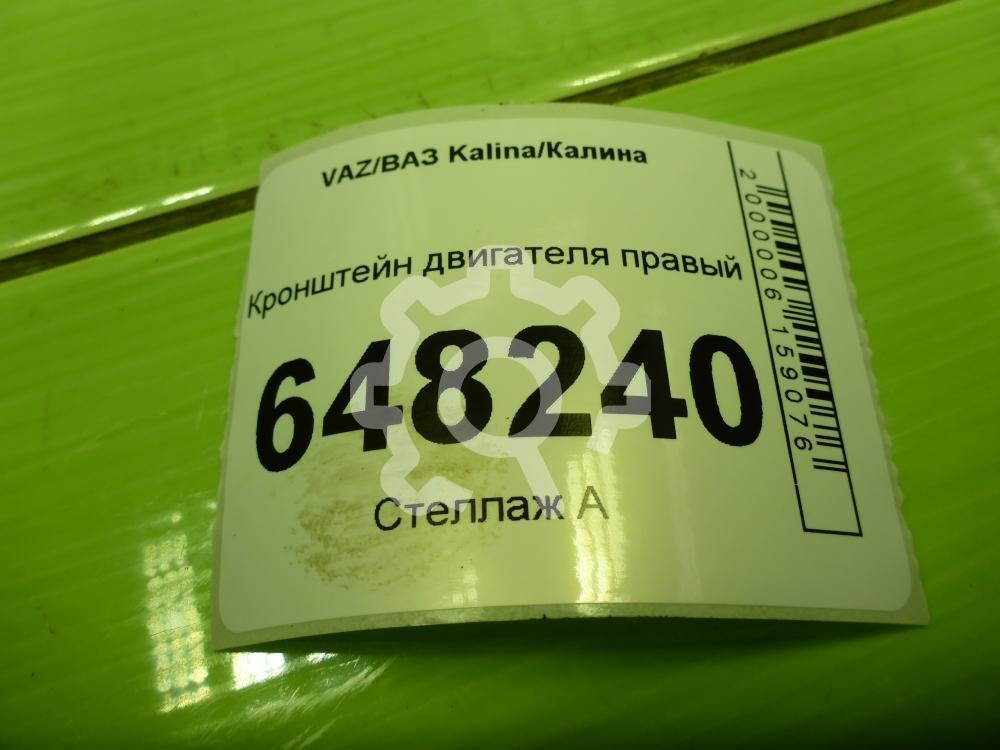 VAZ/ВАЗ Kalina/Калина
Кронштейн двигателя правый
648240
Стеллаж А
2000006159076